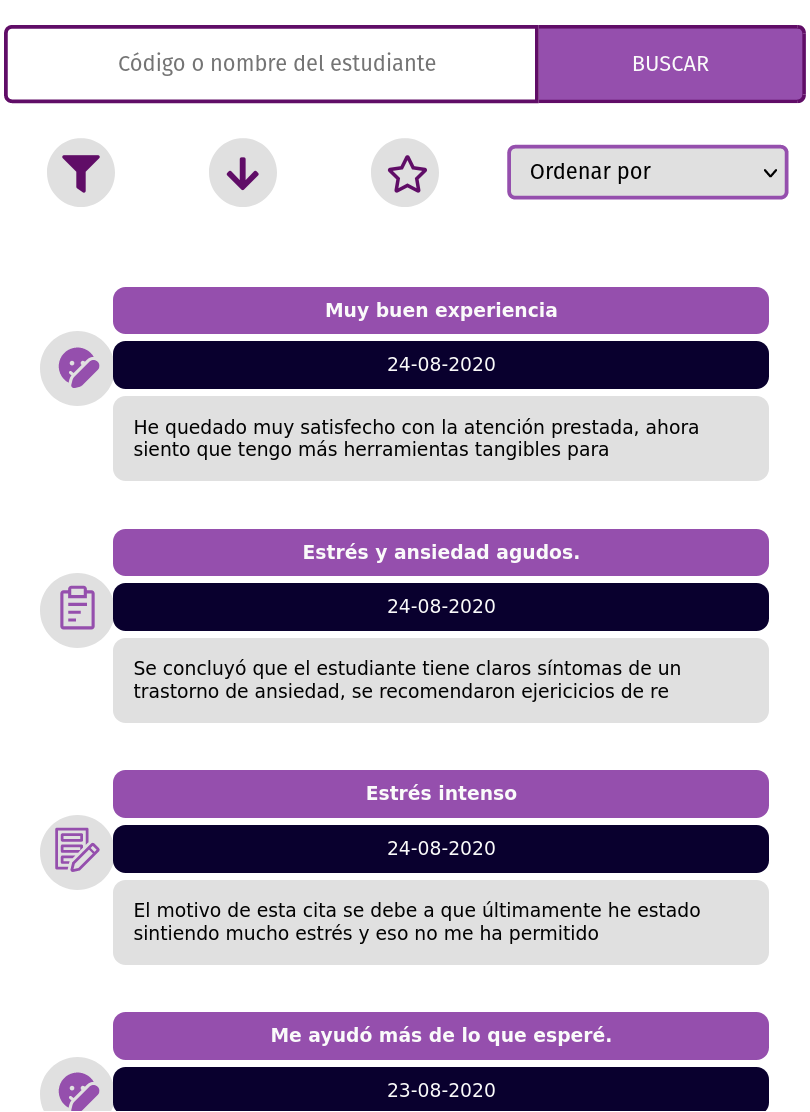 Código o nombre del estudiante
BUSCAR
Ordenar por
Muy buen experiencia
24-08-2020
He quedado muy satisfecho con la atención prestada, ahora
siento que tengo más herramientas tangibles para
Estrés y ansiedad agudos.
24-08-2020
Se concluyó que el estudiante tiene claros síntomas de un
trastorno de ansiedad, se recomendaron ejericicios de re
Estrés intenso
24-08-2020
El motivo de esta cita se debe a que últimamente he estado
sintiendo mucho estrés y eso no me ha permitido
Me ayudó más de lo que esperé.
23-08-2020